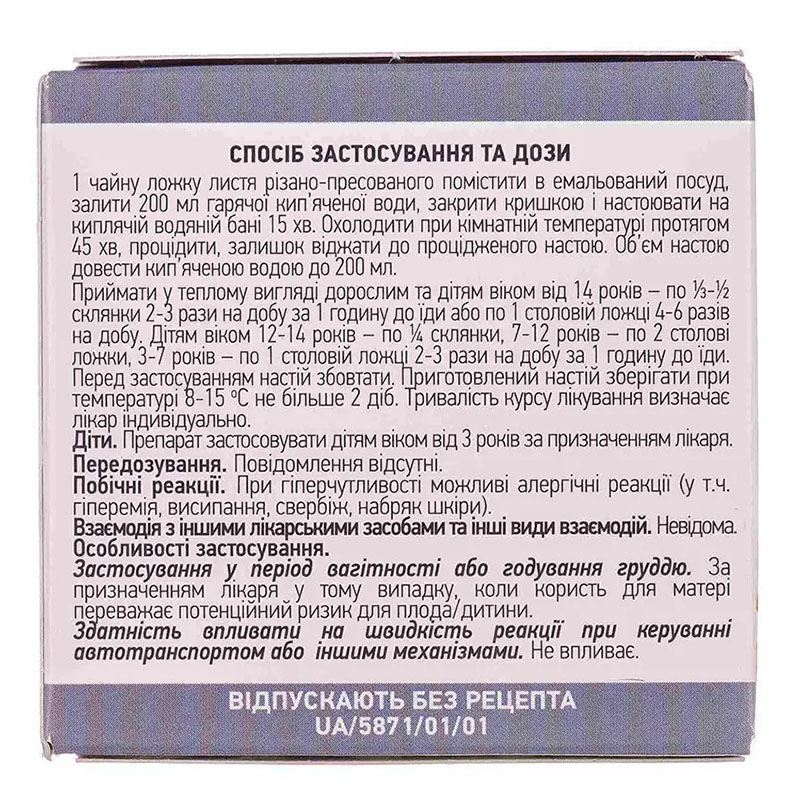 СПОСІБ ЗАСТОСУВАННЯ ТА ДОЗИ
1 чайну ложку листя різано-пресованого помістити в емальований посуд,
залити 200 мл гарячої кип’яченої води, закрити кришкою і настоювати на
киплячій водяній бані 15 хв. Охолодити при кімнатній температурі протягом
45 хв, процідити, залишок віджати до процідженого настою. Об’єм настою
довести кип’яченою водою до 200 мл.
Приймати у теплому вигляді дорослим та дітям віком від 14 років – по ⅓-½
склянки 2-3 рази на добу за 1 годину до їди або по 1 столовій ложці 4-6 разів
на добу. Дітям віком 12-14 років – по ¼ склянки, 7-12 років – по 2 столові
ложки, 3-7 років – по 1 столовій ложці 2-3 рази на добу за 1 годину до їди.
Перед застосуванням настій збовтати. Приготовлений настій зберігати при
температурі 8-15 °С не більше 2 діб. Тривалість курсу лікування визначає
лікар індивідуально.
Діти. Препарат застосовувати дітям віком від 3 років за призначенням лікаря.
Передозування. Повідомлення відсутні.
Побічні реакції. При гіперчутливості можливі алергічні реакції (у т.ч.
гіперемія, висипання, свербіж, набряк шкіри).
Взаємодія з іншими лікарськими засобами та інші види взаємодій. Невідома.
Особливості застосування.
Застосування у період вагітності або годування груддю. За
призначенням лікаря у тому випадку, коли користь для матері
переважає потенційний ризик для плода/дитини.
Здатність впливати на швидкість реакції при керуванні
автотранспортом або іншими механізмами. Не впливає.
ВІДПУСКАЮТЬ БЕЗ РЕЦЕПТА
UA/5871/01/01